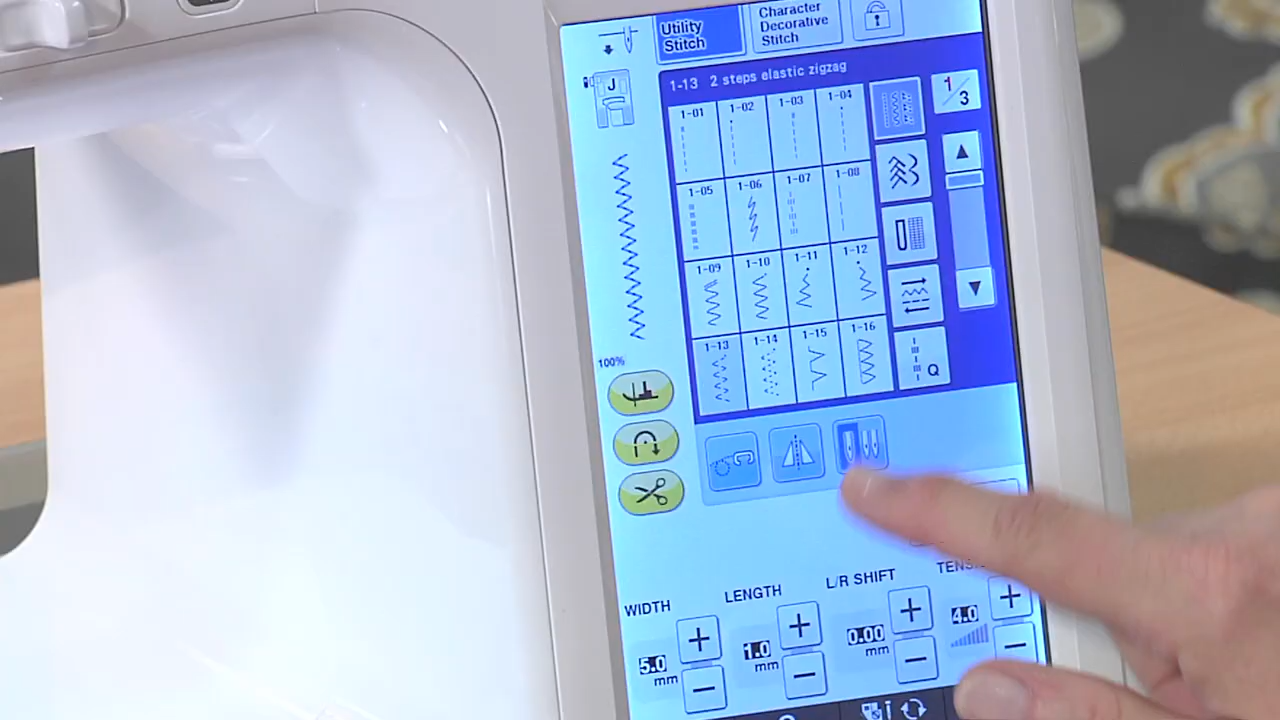 Utility
Stitch
Character
Decorative
Stitch
J
1-13 2 steps elastic zigzag
1/3
1-01 1-02 1-03 1-04
1-05 1-06 1-07 1-08
1-09 1-10 1-11 1-12
1-13 1-14 1-15 1-16
Q
100%
WIDTH LENGTH L/R SHIFT
5.0 mm
1.0 mm
0.00 mm
4.0
+ + + +
− − − −
i